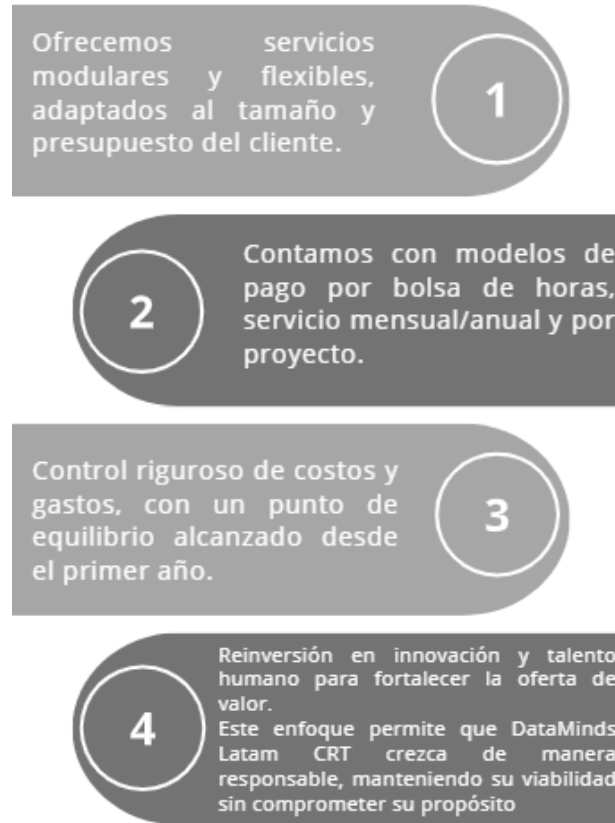 Ofrecemos servicios
modulares y flexibles,
adaptados al tamaño y
presupuesto del cliente.
1
2
Contamos con modelos de
pago por bolsa de horas,
servicio mensual/anual y por
proyecto.
Control riguroso de costos y
gastos, con un punto de
equilibrio alcanzado desde
el primer año.
3
4
Reinversión en innovación y talento
humano para fortalecer la oferta de
valor.
Este enfoque permite que DataMinds
Latam CRT crezca de manera
responsable, manteniendo su viabilidad
sin comprometer su propósito